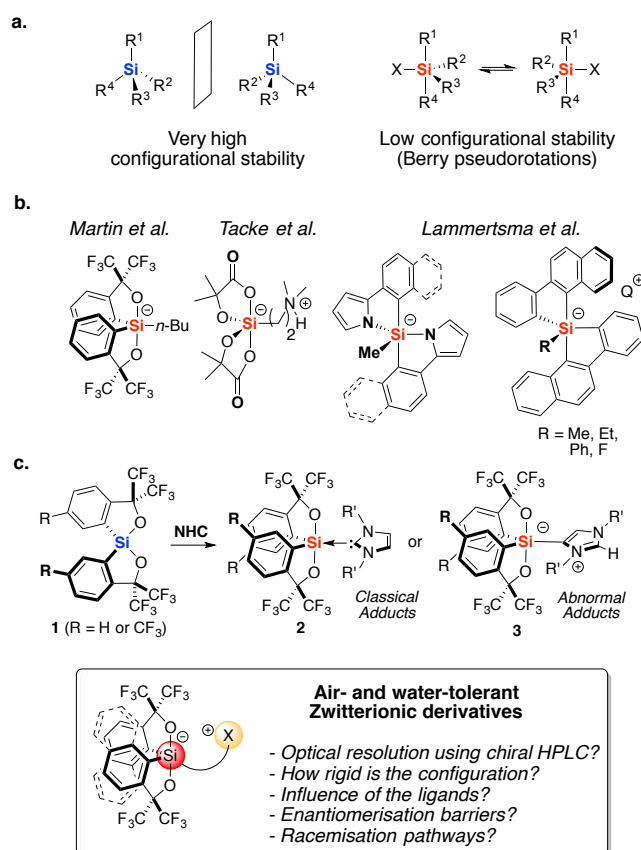 a.
R¹ R¹ R¹ R¹
Si Si X Si Si X
R⁴ R² R² R⁴ R² R² R³
R³ R³ R³ R⁴ R⁴
Very high
configurational stability
Low configurational stability
(Berry pseudorotations)
b.
Martin et al. Tacke et al. Lammertsma et al.
CF₃ CF₃
O
Si ⊖ n-Bu
O
CF₃ CF₃
O
O
O
Si ⊖
O
O
O
2
N
H
⊕
N
⊖
Si
N
Me
Q⊕
⊖
Si
R
R = Me, Et,
Ph, F
c.
CF₃
CF₃
R
O
Si
O
R
CF₃
CF₃
1 (R = H or CF₃)
NHC
F₃C CF₃
R
O
Si
R
O
F₃C CF₃
R'
N
N
R'
2
Classical
Adducts
or
F₃C CF₃
R
O
⊖
Si
R
O
F₃C CF₃
R'
N
H
N
R' ⊕
3
Abnormal
Adducts
F₃C CF₃
O
⊖
Si
⊕
X
O
F₃C CF₃
Air- and water-tolerant
Zwitterionic derivatives
- Optical resolution using chiral HPLC?
- How rigid is the configuration?
- Influence of the ligands?
- Enantiomerisation barriers?
- Racemisation pathways?